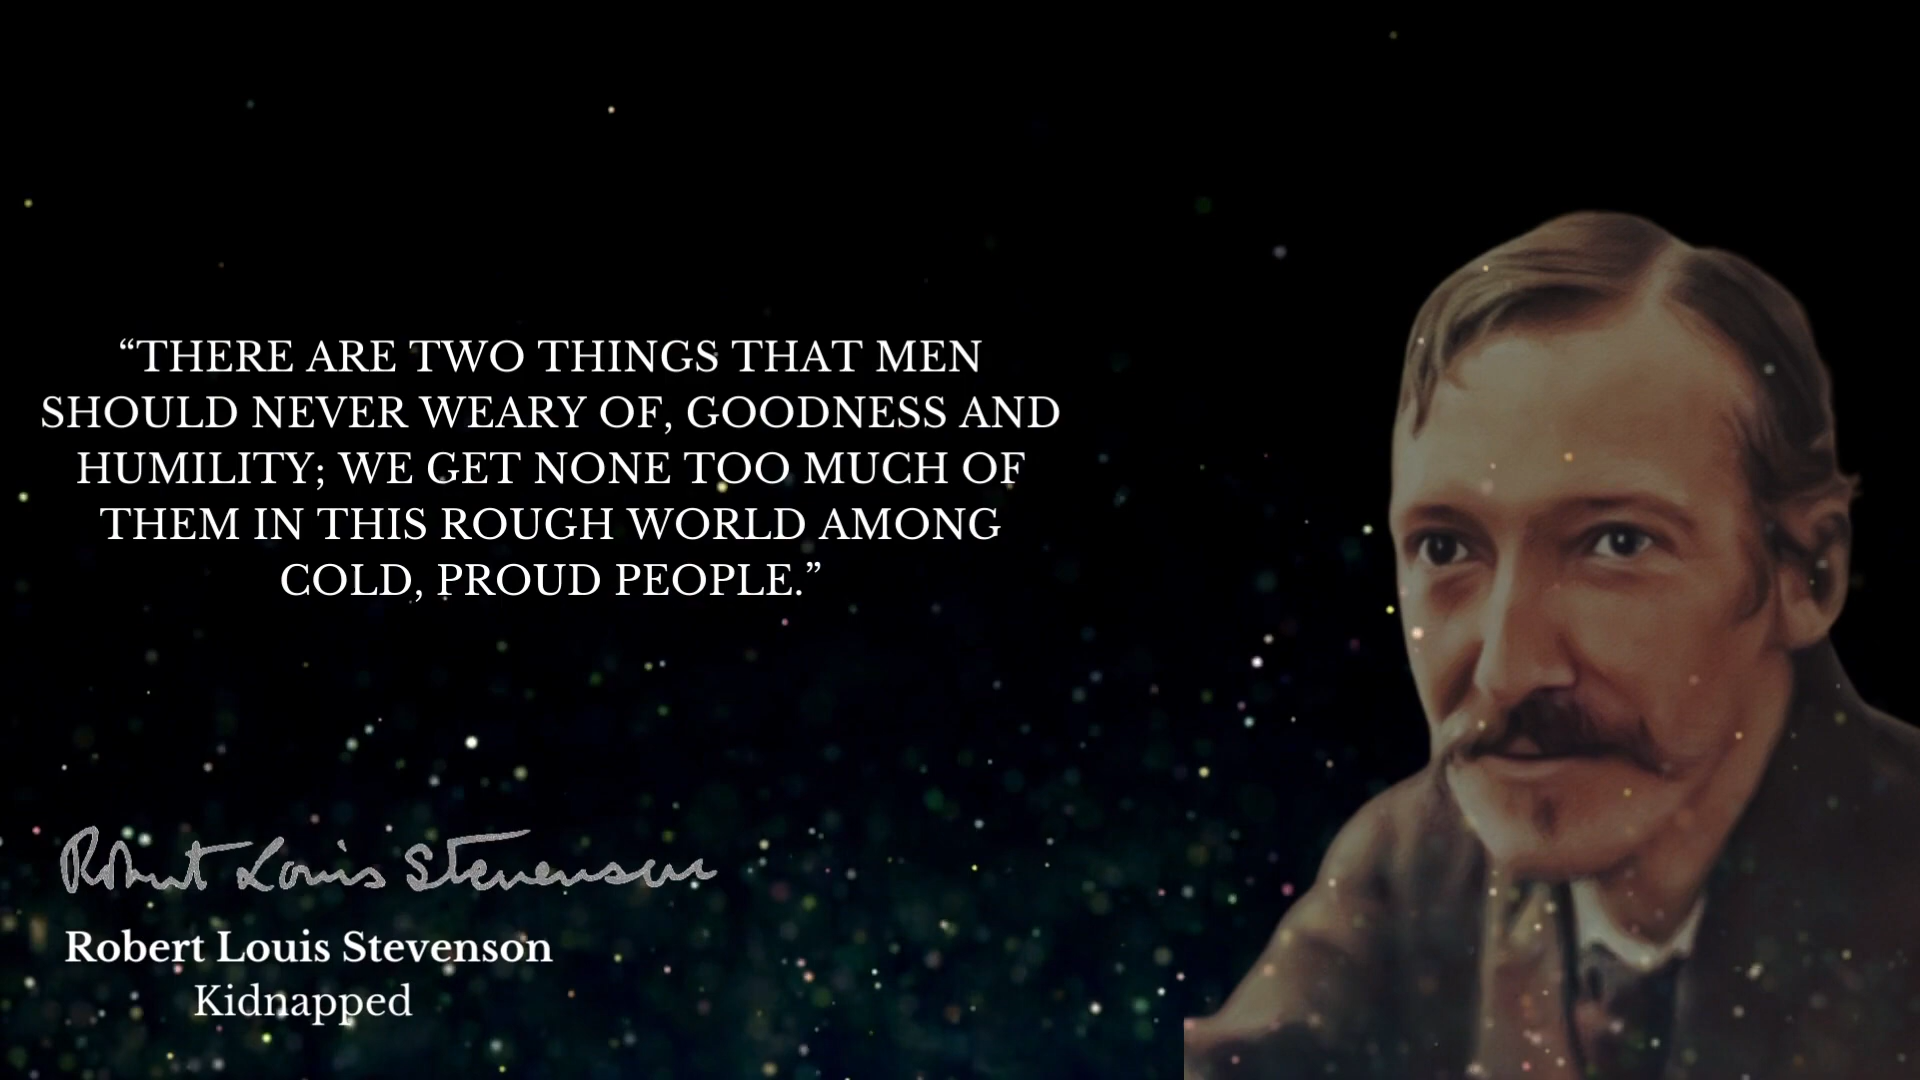 “THERE ARE TWO THINGS THAT MEN
SHOULD NEVER WEARY OF, GOODNESS AND
HUMILITY; WE GET NONE TOO MUCH OF
THEM IN THIS ROUGH WORLD AMONG
COLD, PROUD PEOPLE.”
Robert Louis Stevenson
Robert Louis Stevenson
Kidnapped